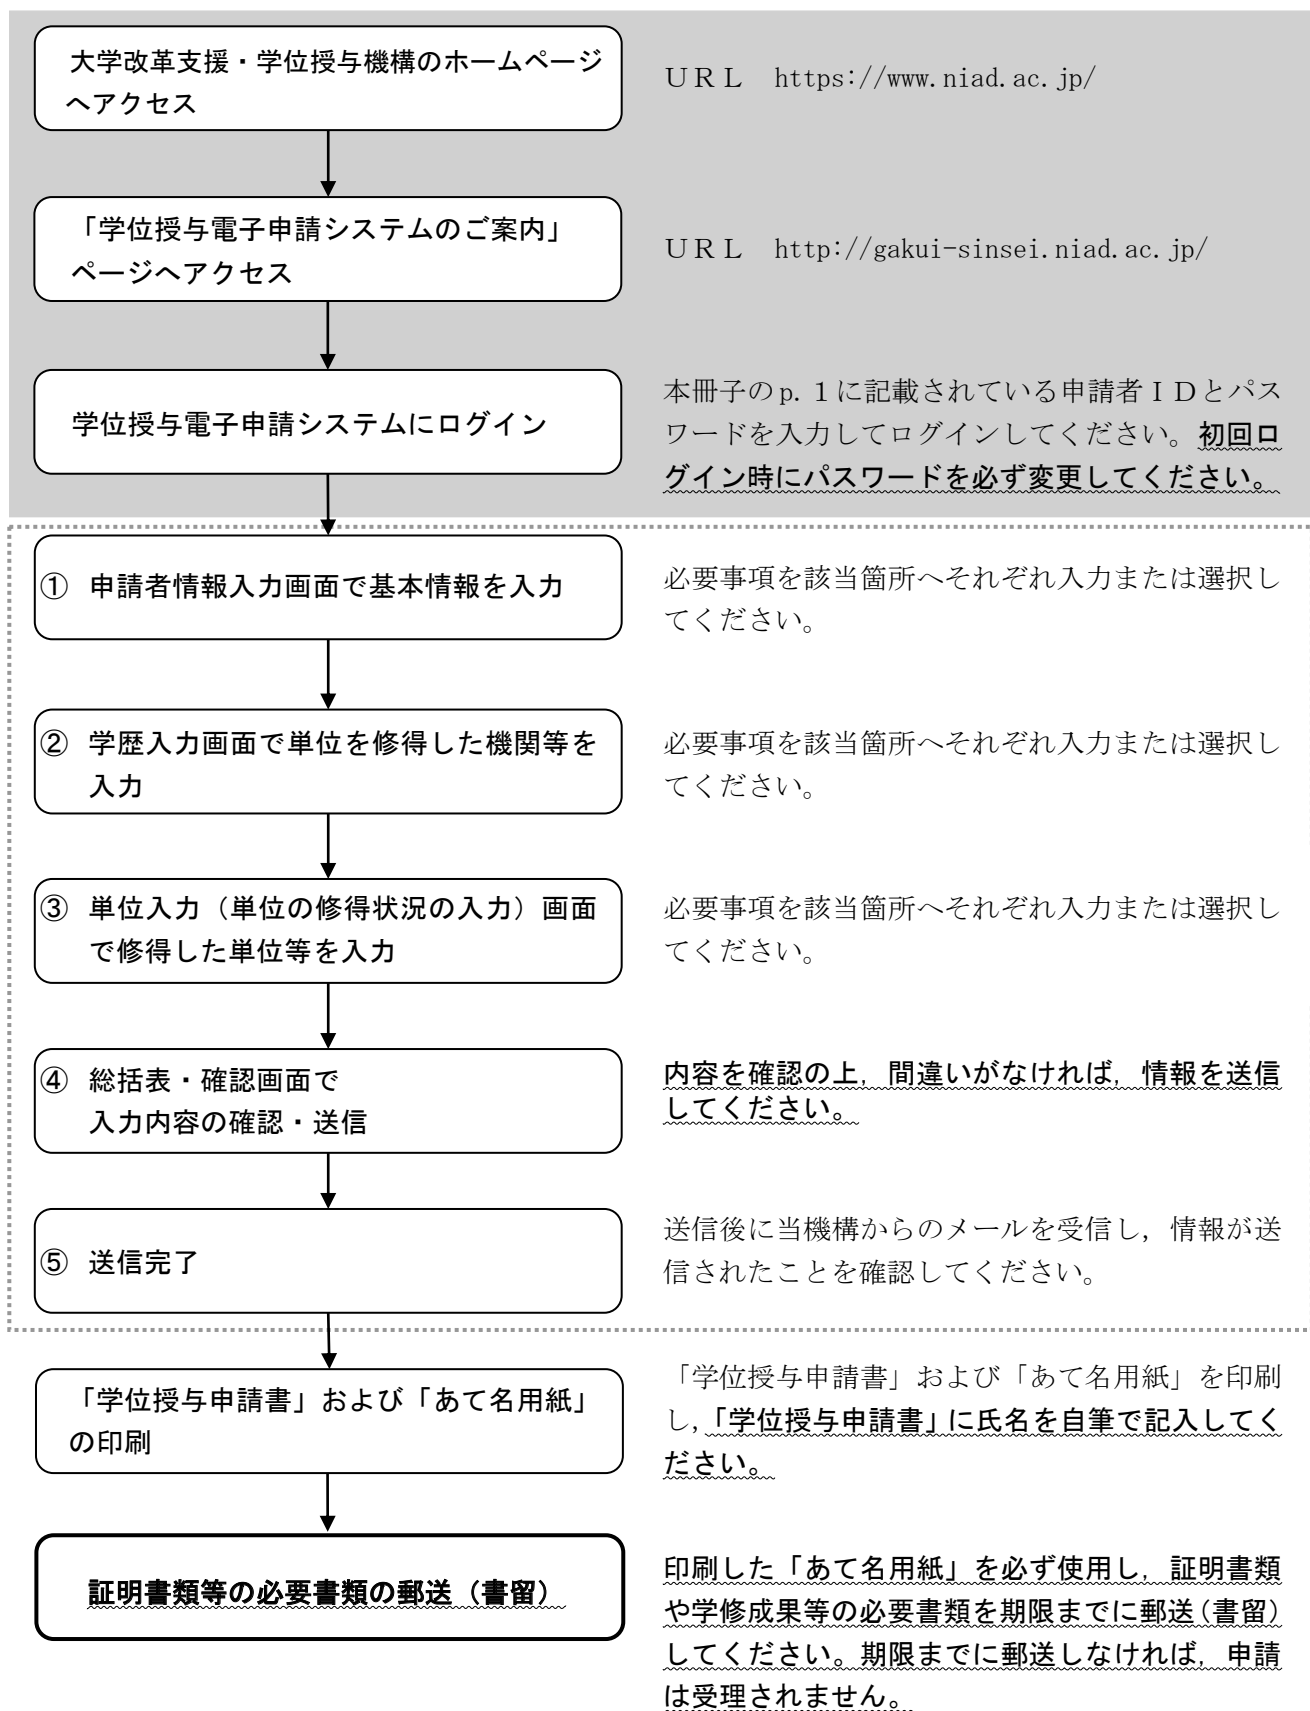 大学改革支援・学位授与機構のホームページ
へアクセス
ＵＲＬ　https://www.niad.ac.jp/
「学位授与電子申請システムのご案内」
ページへアクセス
ＵＲＬ　http://gakui-sinsei.niad.ac.jp/
学位授与電子申請システムにログイン
本冊子のp.１に記載されている申請者ＩＤとパス
ワードを入力してログインしてください。初回ロ
グイン時にパスワードを必ず変更してください。
① 申請者情報入力画面で基本情報を入力
必要事項を該当箇所へそれぞれ入力または選択し
てください。
② 学歴入力画面で単位を修得した機関等を
入力
必要事項を該当箇所へそれぞれ入力または選択し
てください。
③ 単位入力（単位の修得状況の入力）画面
で修得した単位等を入力
必要事項を該当箇所へそれぞれ入力または選択し
てください。
④ 総括表・確認画面で
入力内容の確認・送信
内容を確認の上，間違いがなければ，情報を送信
してください。
⑤ 送信完了
送信後に当機構からのメールを受信し，情報が送
信されたことを確認してください。
「学位授与申請書」および「あて名用紙」
の印刷
「学位授与申請書」および「あて名用紙」を印刷
し，「学位授与申請書」に氏名を自筆で記入してく
ださい。
証明書類等の必要書類の郵送（書留）
印刷した「あて名用紙」を必ず使用し，証明書類
や学修成果等の必要書類を期限までに郵送（書留）
してください。期限までに郵送しなければ，申請
は受理されません。